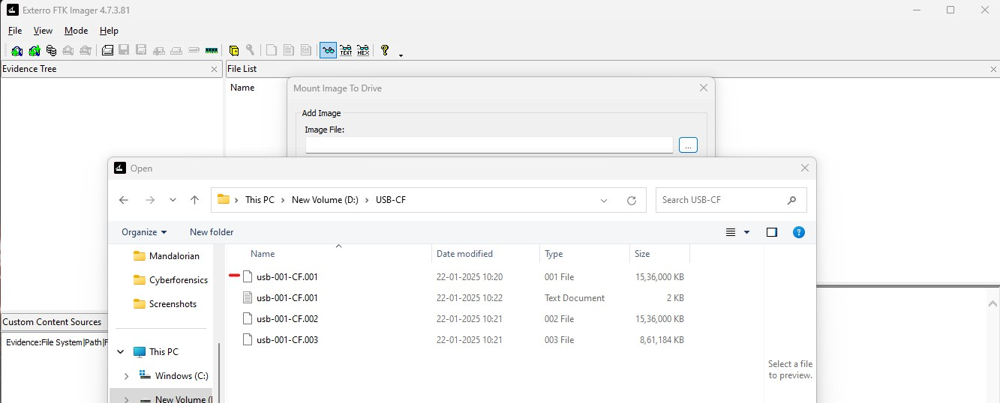 Exterro FTK Imager 4.7.3.81
File View Mode Help
TEXT HEX ?
Evidence Tree
File List
Name
Mount Image To Drive
Add Image
Image File:
...
Open
This PC > New Volume (D:) > USB-CF
Search USB-CF
Organize New folder
Name Date modified Type Size
Mandalorian
Cyberforensics
Screenshots
This PC
Windows (C:)
New Volume (
usb-001-CF.001 22-01-2025 10:20 001 File 15,36,000 KB
usb-001-CF.001 22-01-2025 10:22 Text Document 2 KB
usb-001-CF.002 22-01-2025 10:21 002 File 15,36,000 KB
usb-001-CF.003 22-01-2025 10:21 003 File 8,61,184 KB
Select a file
to preview.
Custom Content Sources
Evidence:File System|Path|F